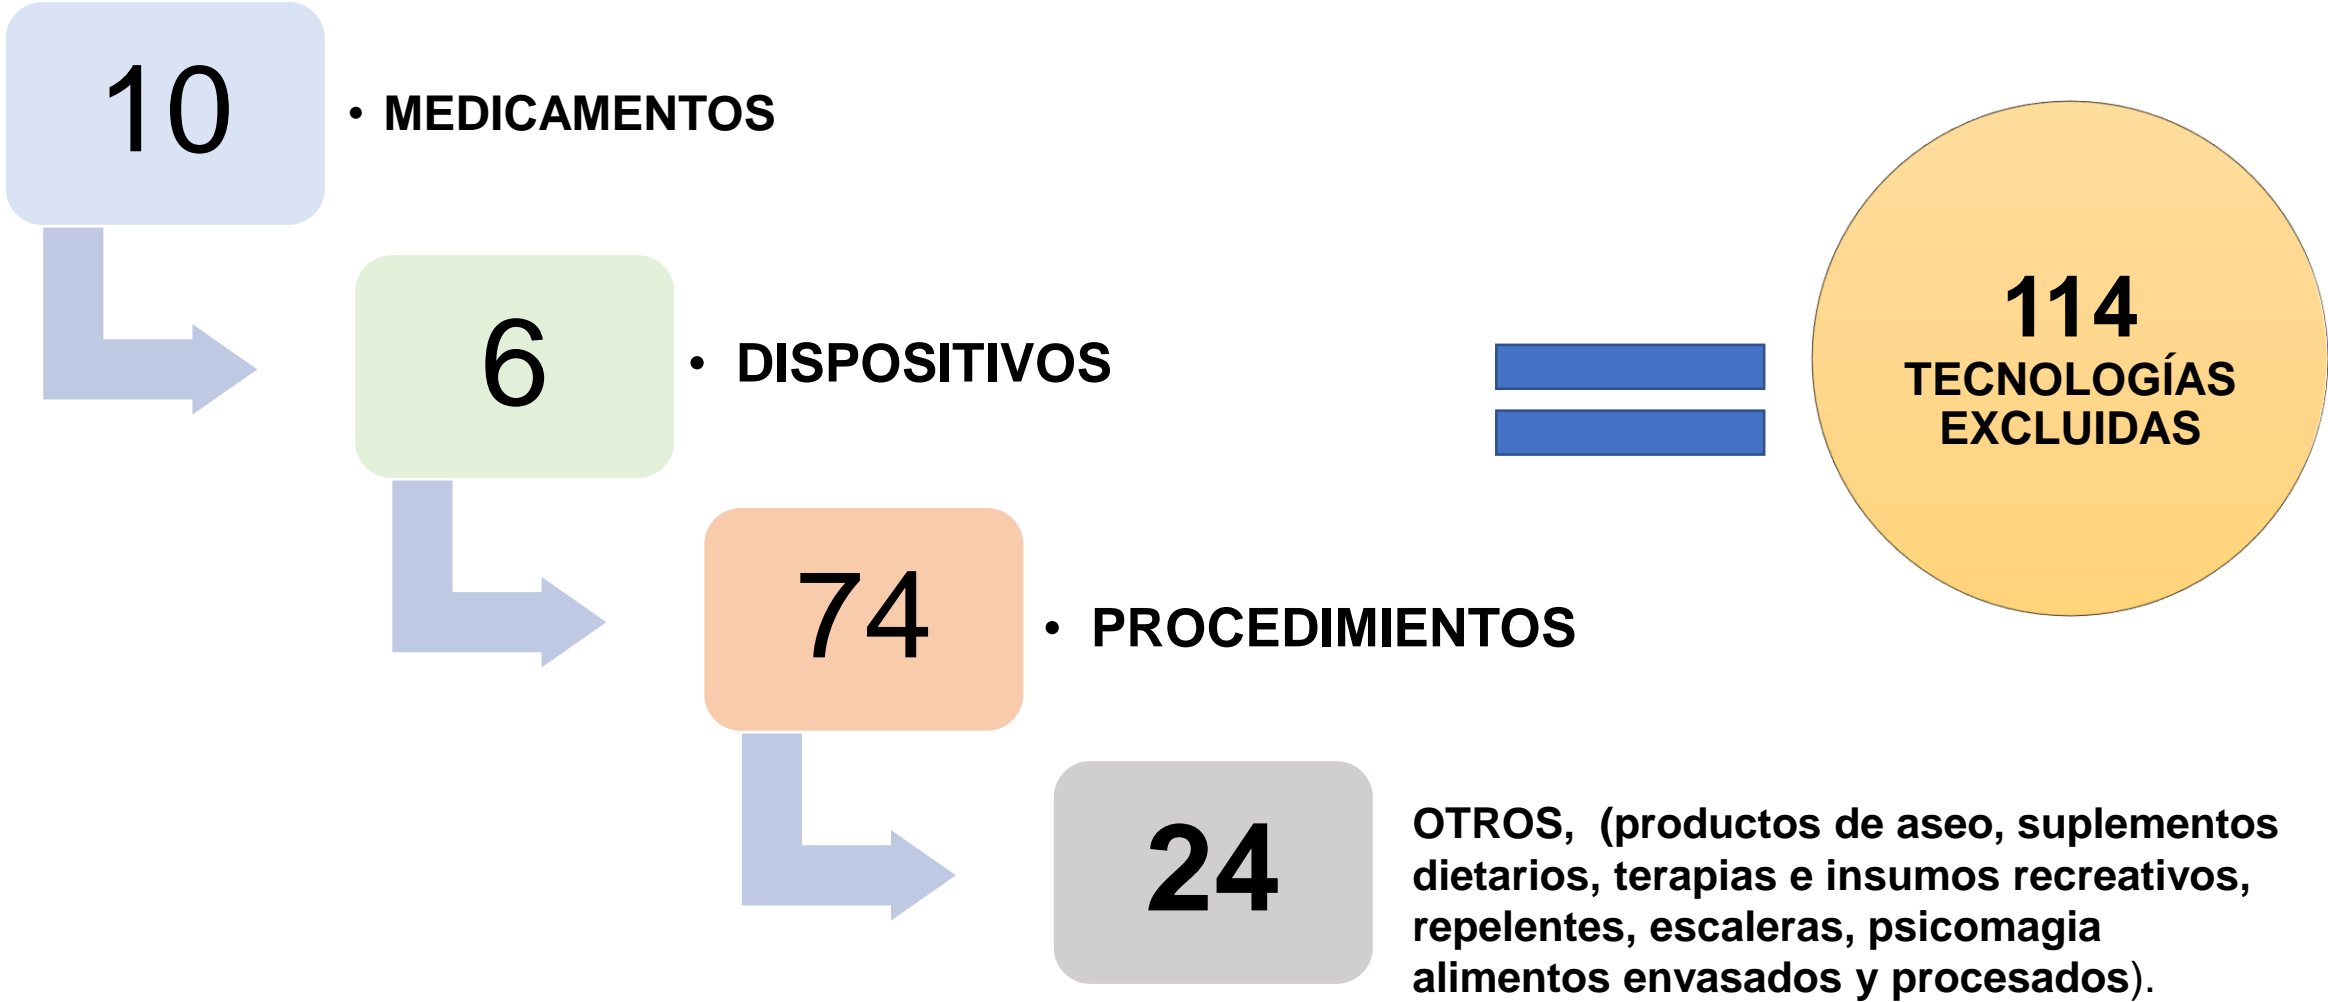 10
• MEDICAMENTOS
6
• DISPOSITIVOS
74
• PROCEDIMIENTOS
24
OTROS, (productos de aseo, suplementos
dietarios, terapias e insumos recreativos,
repelentes, escaleras, psicomagia
alimentos envasados y procesados).
114
TECNOLOGÍAS
EXCLUIDAS